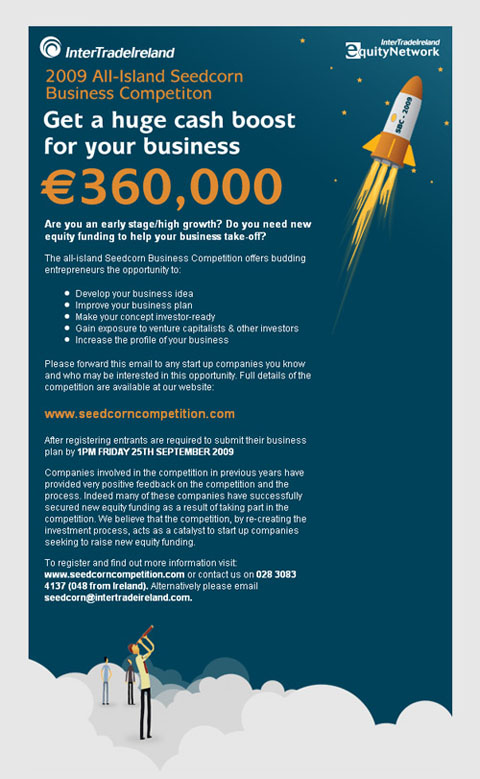 InterTradeIreland
InterTradeIreland
EquityNetwork
2009 All-Island Seedcorn
Business Competiton
Get a huge cash boost
for your business
€360,000
SBC - 2009
Are you an early stage/high growth? Do you need new
equity funding to help your business take-off?
The all-island Seedcorn Business Competition offers budding
entrepreneurs the opportunity to:
Develop your business idea
Improve your business plan
Make your concept investor-ready
Gain exposure to venture capitalists & other investors
Increase the profile of your business
Please forward this email to any start up companies you know
and who may be interested in this opportunity. Full details of the
competition are available at our website:
www.seedcorncompetition.com
After registering entrants are required to submit their business
plan by 1PM FRIDAY 25TH SEPTEMBER 2009
Companies involved in the competition in previous years have
provided very positive feedback on the competition and the
process. Indeed many of these companies have successfully
secured new equity funding as a result of taking part in the
competition. We believe that the competition, by re-creating the
investment process, acts as a catalyst to start up companies
seeking to raise new equity funding.
To register and find out more information visit:
www.seedcorncompetition.com or contact us on 028 3083
4137 (048 from Ireland). Alternatively please email
seedcorn@intertradeireland.com.